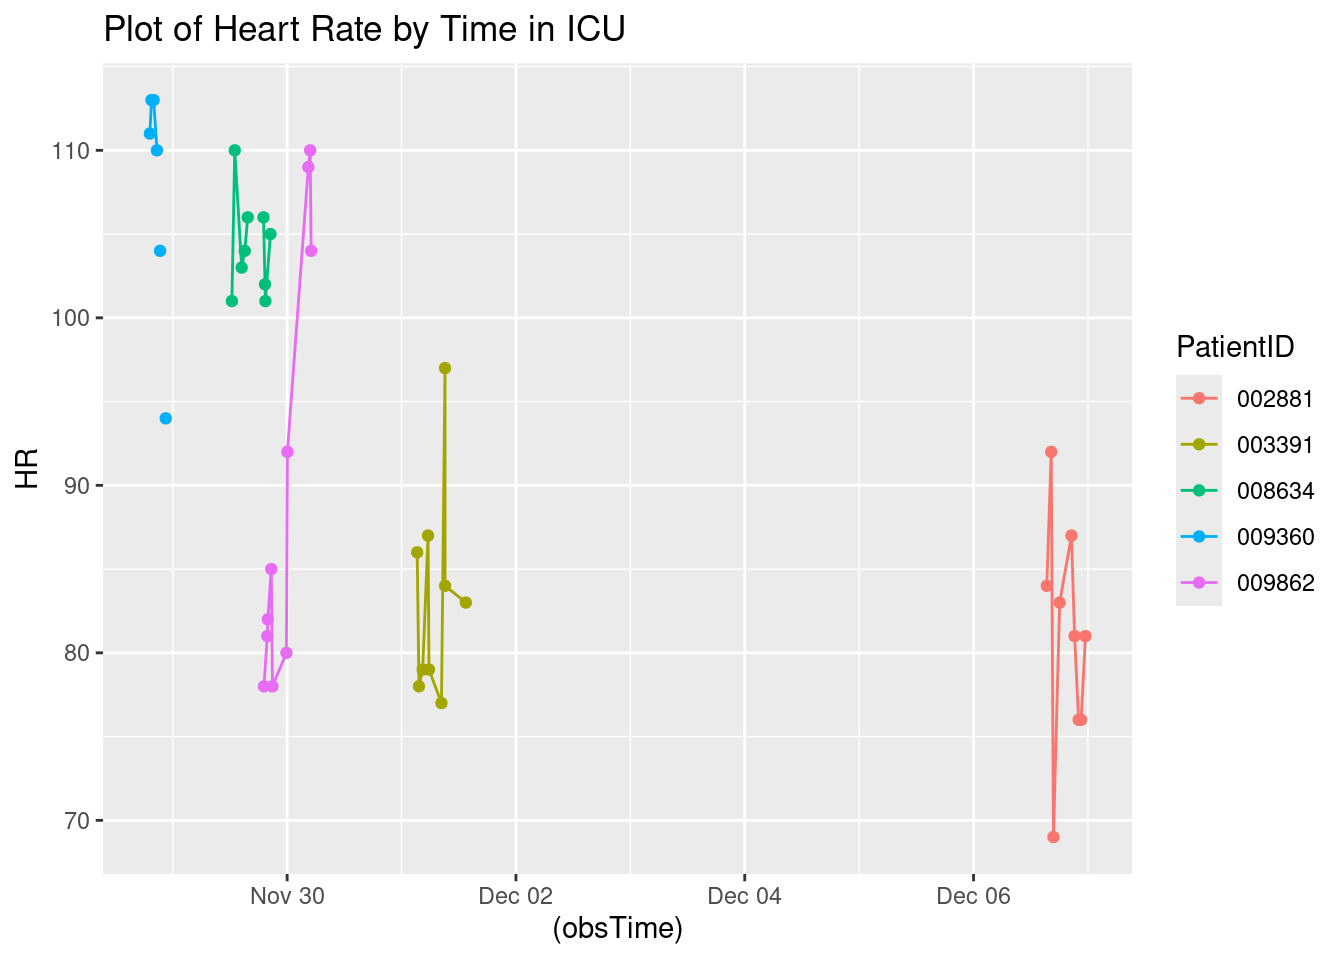 Plot of Heart Rate by Time in ICU
110
100
90
80
70
HR
Nov 30 Dec 02 Dec 04 Dec 06
(obsTime)
PatientID
002881
003391
008634
009360
009862